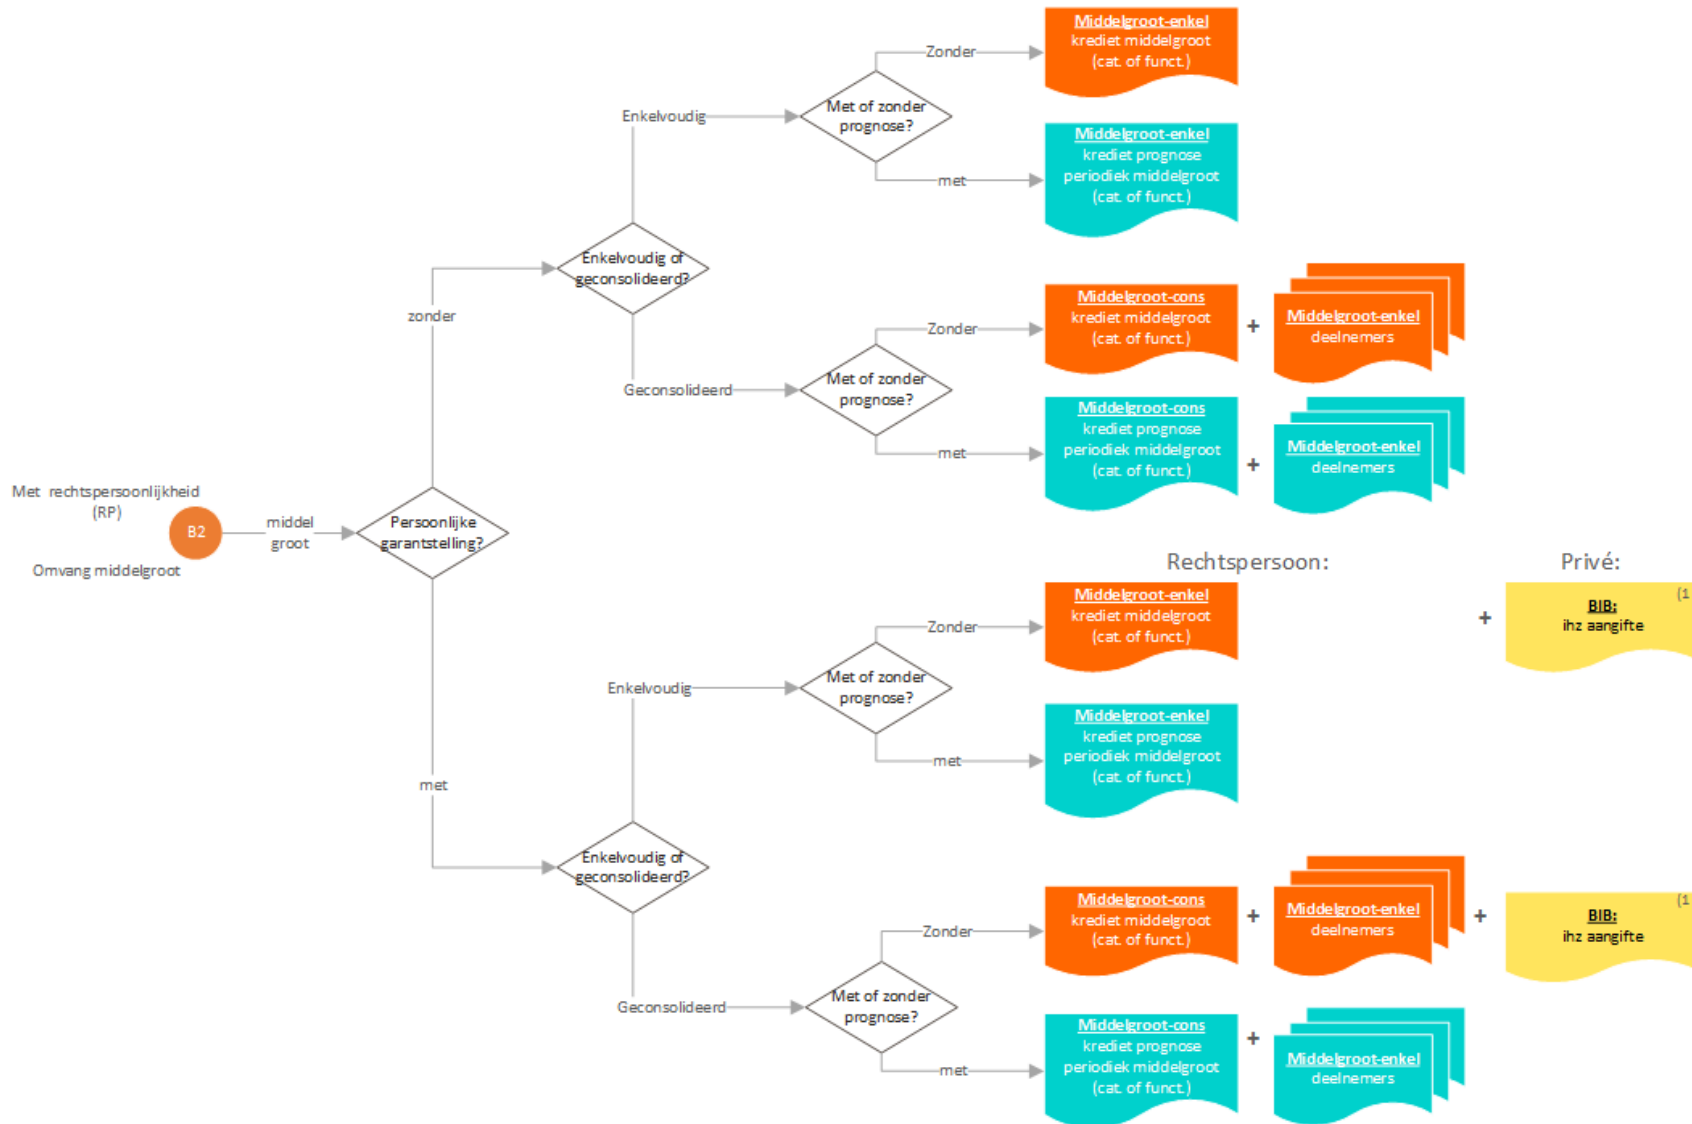 Met rechtspersoonlijkheid
(RP)
B2
Omvang middelgroot
middel
groot
Persoonlijke
garantstelling?
zonder
met
Enkelvoudig of
geconsolideerd?
Enkelvoudig
Geconsolideerd
Met of zonder
prognose?
Zonder
met
Middelgroot-enkel
krediet middelgroot
(cat. of funct.)
Middelgroot-enkel
krediet prognose
periodiek middelgroot
(cat. of funct.)
Met of zonder
prognose?
Zonder
met
Middelgroot-cons
krediet middelgroot
(cat. of funct.)
+
Middelgroot-enkel
deelnemers
Middelgroot-cons
krediet prognose
periodiek middelgroot
(cat. of funct.)
+
Middelgroot-enkel
deelnemers
Rechtspersoon:
Privé:
Enkelvoudig of
geconsolideerd?
Enkelvoudig
Geconsolideerd
Met of zonder
prognose?
Zonder
met
Middelgroot-enkel
krediet middelgroot
(cat. of funct.)
+
(1
BIB:
ihz aangifte
Middelgroot-enkel
krediet prognose
periodiek middelgroot
(cat. of funct.)
Met of zonder
prognose?
Zonder
met
Middelgroot-cons
krediet middelgroot
(cat. of funct.)
+
Middelgroot-enkel
deelnemers
+
(1
BIB:
ihz aangifte
Middelgroot-cons
krediet prognose
periodiek middelgroot
(cat. of funct.)
+
Middelgroot-enkel
deelnemers